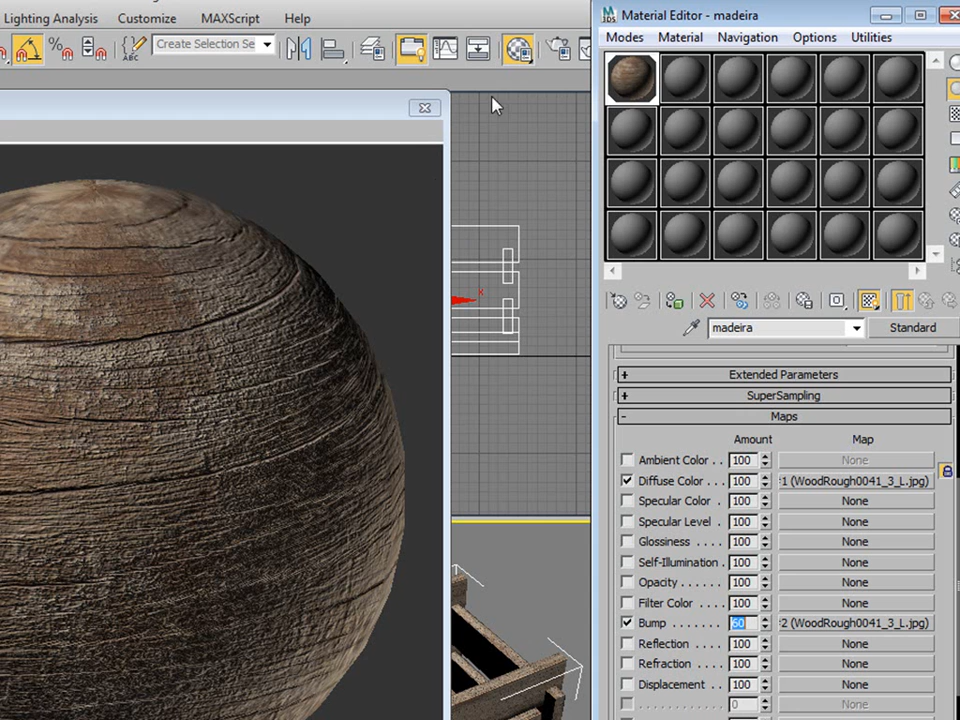 Lighting Analysis Customize MAXScript Help
Create Selection Se
ABC
%
x
Material Editor - madeira
Modes Material Navigation Options Utilities
madeira
Standard
+ Extended Parameters
+ SuperSampling
- Maps
Amount Map
Ambient Color . . 100 None
Diffuse Color . . . 100 '1 (WoodRough0041_3_L.jpg)
Specular Color . 100 None
Specular Level . 100 None
Glossiness . . . . 100 None
Self-Illumination . 100 None
Opacity . . . . . 100 None
Filter Color . . . 100 None
Bump . . . . . . . 60 '2 (WoodRough0041_3_L.jpg)
Reflection . . . . 100 None
Refraction . . . . 100 None
Displacement . . 100 None
. . . . . . . . . . . . . 0 None